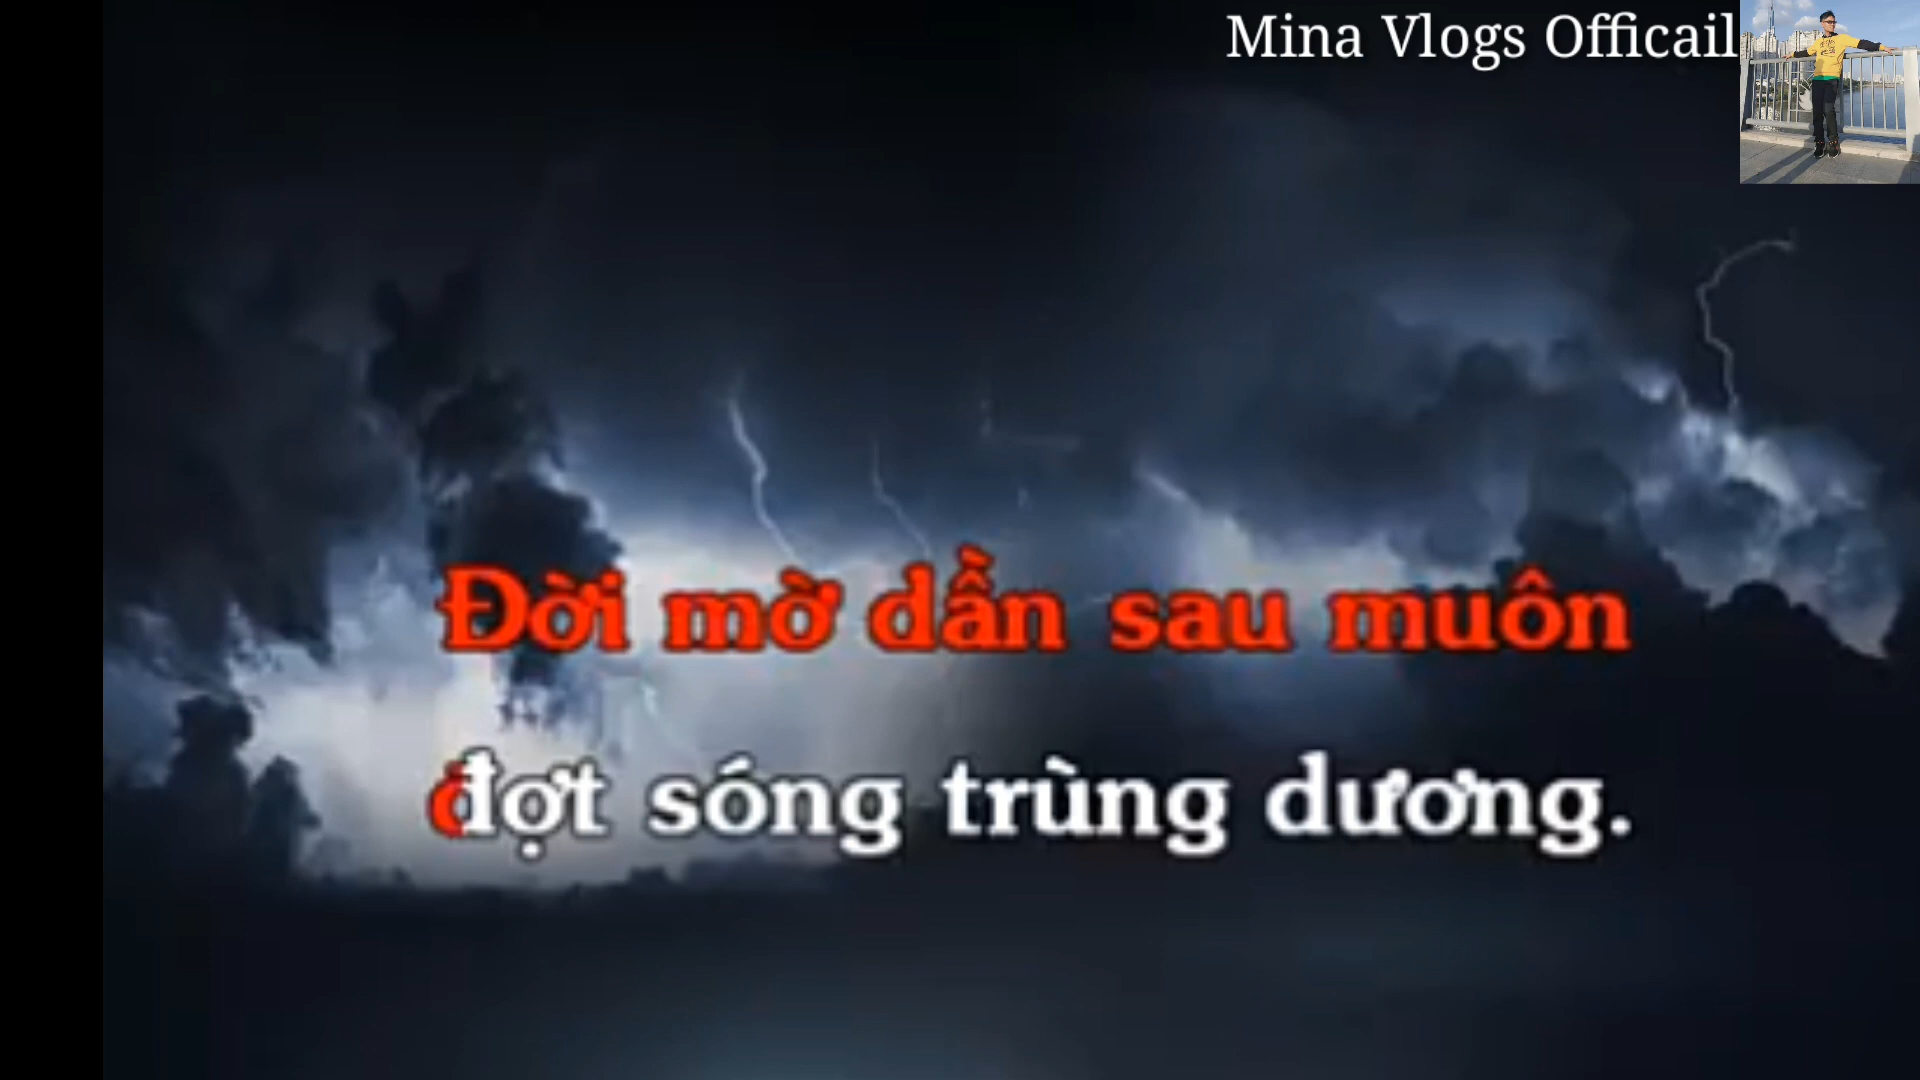 Mina Vlogs Officail
Đời mờ dần sau muôn
đợt sóng trùng dương.